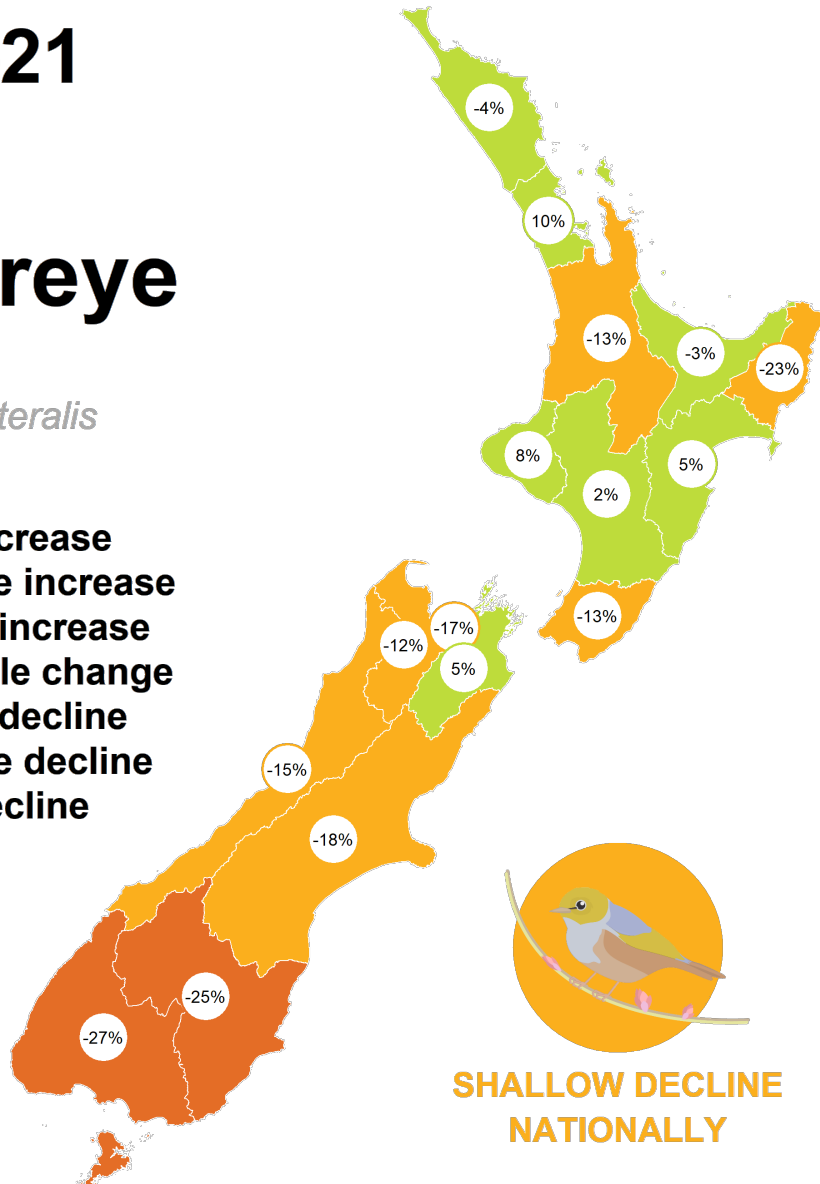 21
reye
teralis
crease
e increase
increase
le change
decline
e decline
ecline
-4%
10%
-13%
-3%
-23%
8%
5%
2%
-13%
-17%
-12%
5%
-15%
-18%
-25%
-27%
SHALLOW DECLINE
NATIONALLY